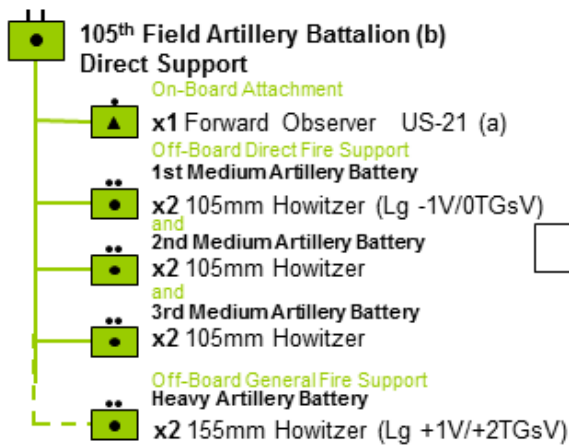 105th Field Artillery Battalion (b)
Direct Support
On-Board Attachment
x1 Forward Observer US-21 (a)
Off-Board Direct Fire Support
1st Medium Artillery Battery
x2 105mm Howitzer (Lg -1V/0TGsV)
and
2nd Medium Artillery Battery
x2 105mm Howitzer
and
3rd Medium Artillery Battery
x2 105mm Howitzer
Off-Board General Fire Support
Heavy Artillery Battery
x2 155mm Howitzer (Lg +1V/+2TGsV)